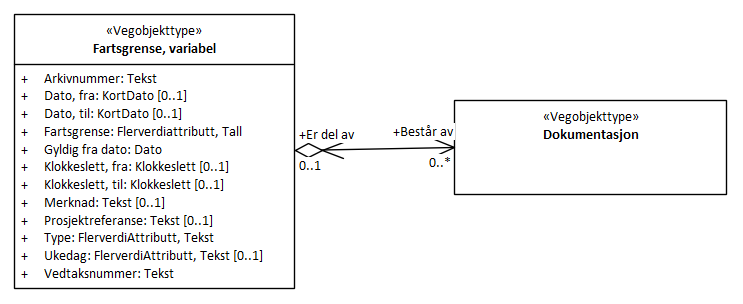 «Vegobjekttype»
Fartsgrense, variabel
+ Arkivnummer: Tekst
+ Dato, fra: KortDato [0..1]
+ Dato, til: KortDato [0..1]
+ Fartsgrense: Flerverdiattributt, Tall
+ Gyldig fra dato: Dato
+ Klokkeslett, fra: Klokkeslett [0..1]
+ Klokkeslett, til: Klokkeslett [0..1]
+ Merknad: Tekst [0..1]
+ Prosjektreferanse: Tekst [0..1]
+ Type: FlerverdiAttributt, Tekst
+ Ukedag: FlerverdiAttributt, Tekst [0..1]
+ Vedtaksnummer: Tekst
+Er del av
0..1
+Består av
0..*
«Vegobjekttype»
Dokumentasjon